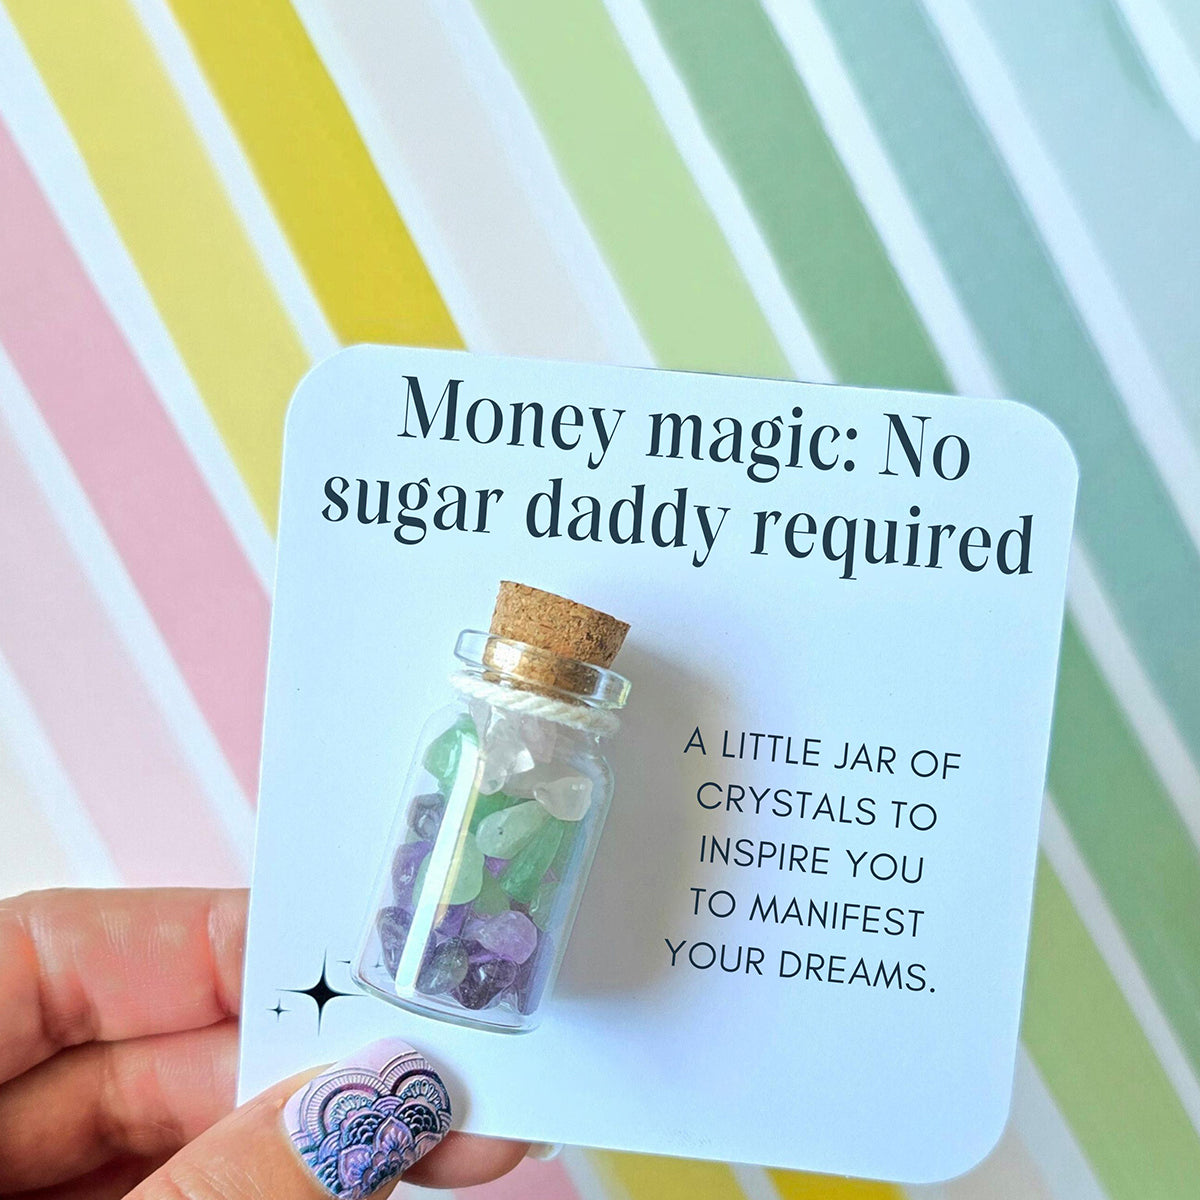 Money magic: No
sugar daddy required
A LITTLE JAR OF
CRYSTALS TO
INSPIRE YOU
TO MANIFEST
YOUR DREAMS.